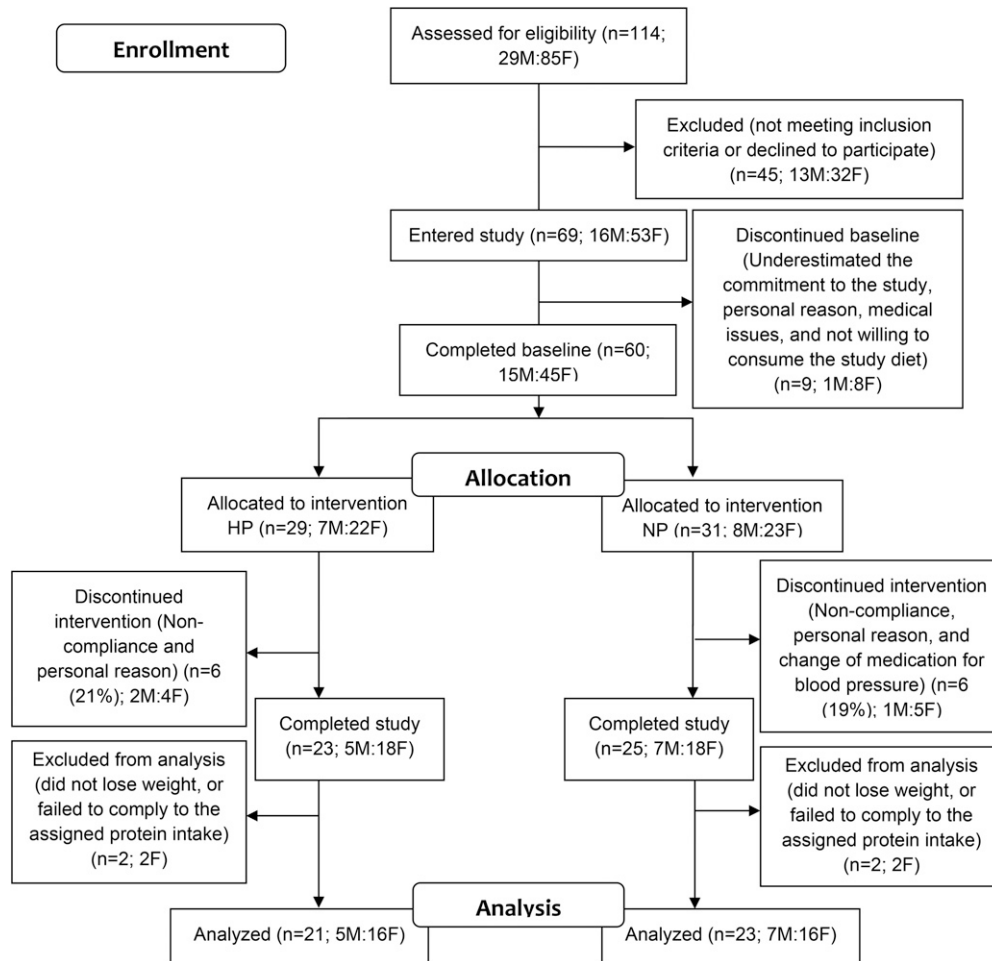 Enrollment
Assessed for eligibility (n=114;
29M:85F)
Excluded (not meeting inclusion
criteria or declined to participate)
(n=45; 13M:32F)
Entered study (n=69; 16M:53F)
Discontinued baseline
(Underestimated the
commitment to the study,
personal reason, medical
issues, and not willing to
consume the study diet)
(n=9; 1M:8F)
Completed baseline (n=60;
15M:45F)
Allocation
Allocated to intervention
HP (n=29; 7M:22F)
Allocated to intervention
NP (n=31; 8M:23F)
Discontinued
intervention (Non-
compliance and
personal reason) (n=6
(21%); 2M:4F)
Discontinued intervention
(Non-compliance,
personal reason, and
change of medication for
blood pressure) (n=6
(19%); 1M:5F)
Completed study
(n=23; 5M:18F)
Completed study
(n=25; 7M:18F)
Excluded from analysis
(did not lose weight, or
failed to comply to the
assigned protein intake)
(n=2; 2F)
Excluded from analysis
(did not lose weight, or
failed to comply to the
assigned protein intake)
(n=2; 2F)
Analysis
Analyzed (n=21; 5M:16F)
Analyzed (n=23; 7M:16F)